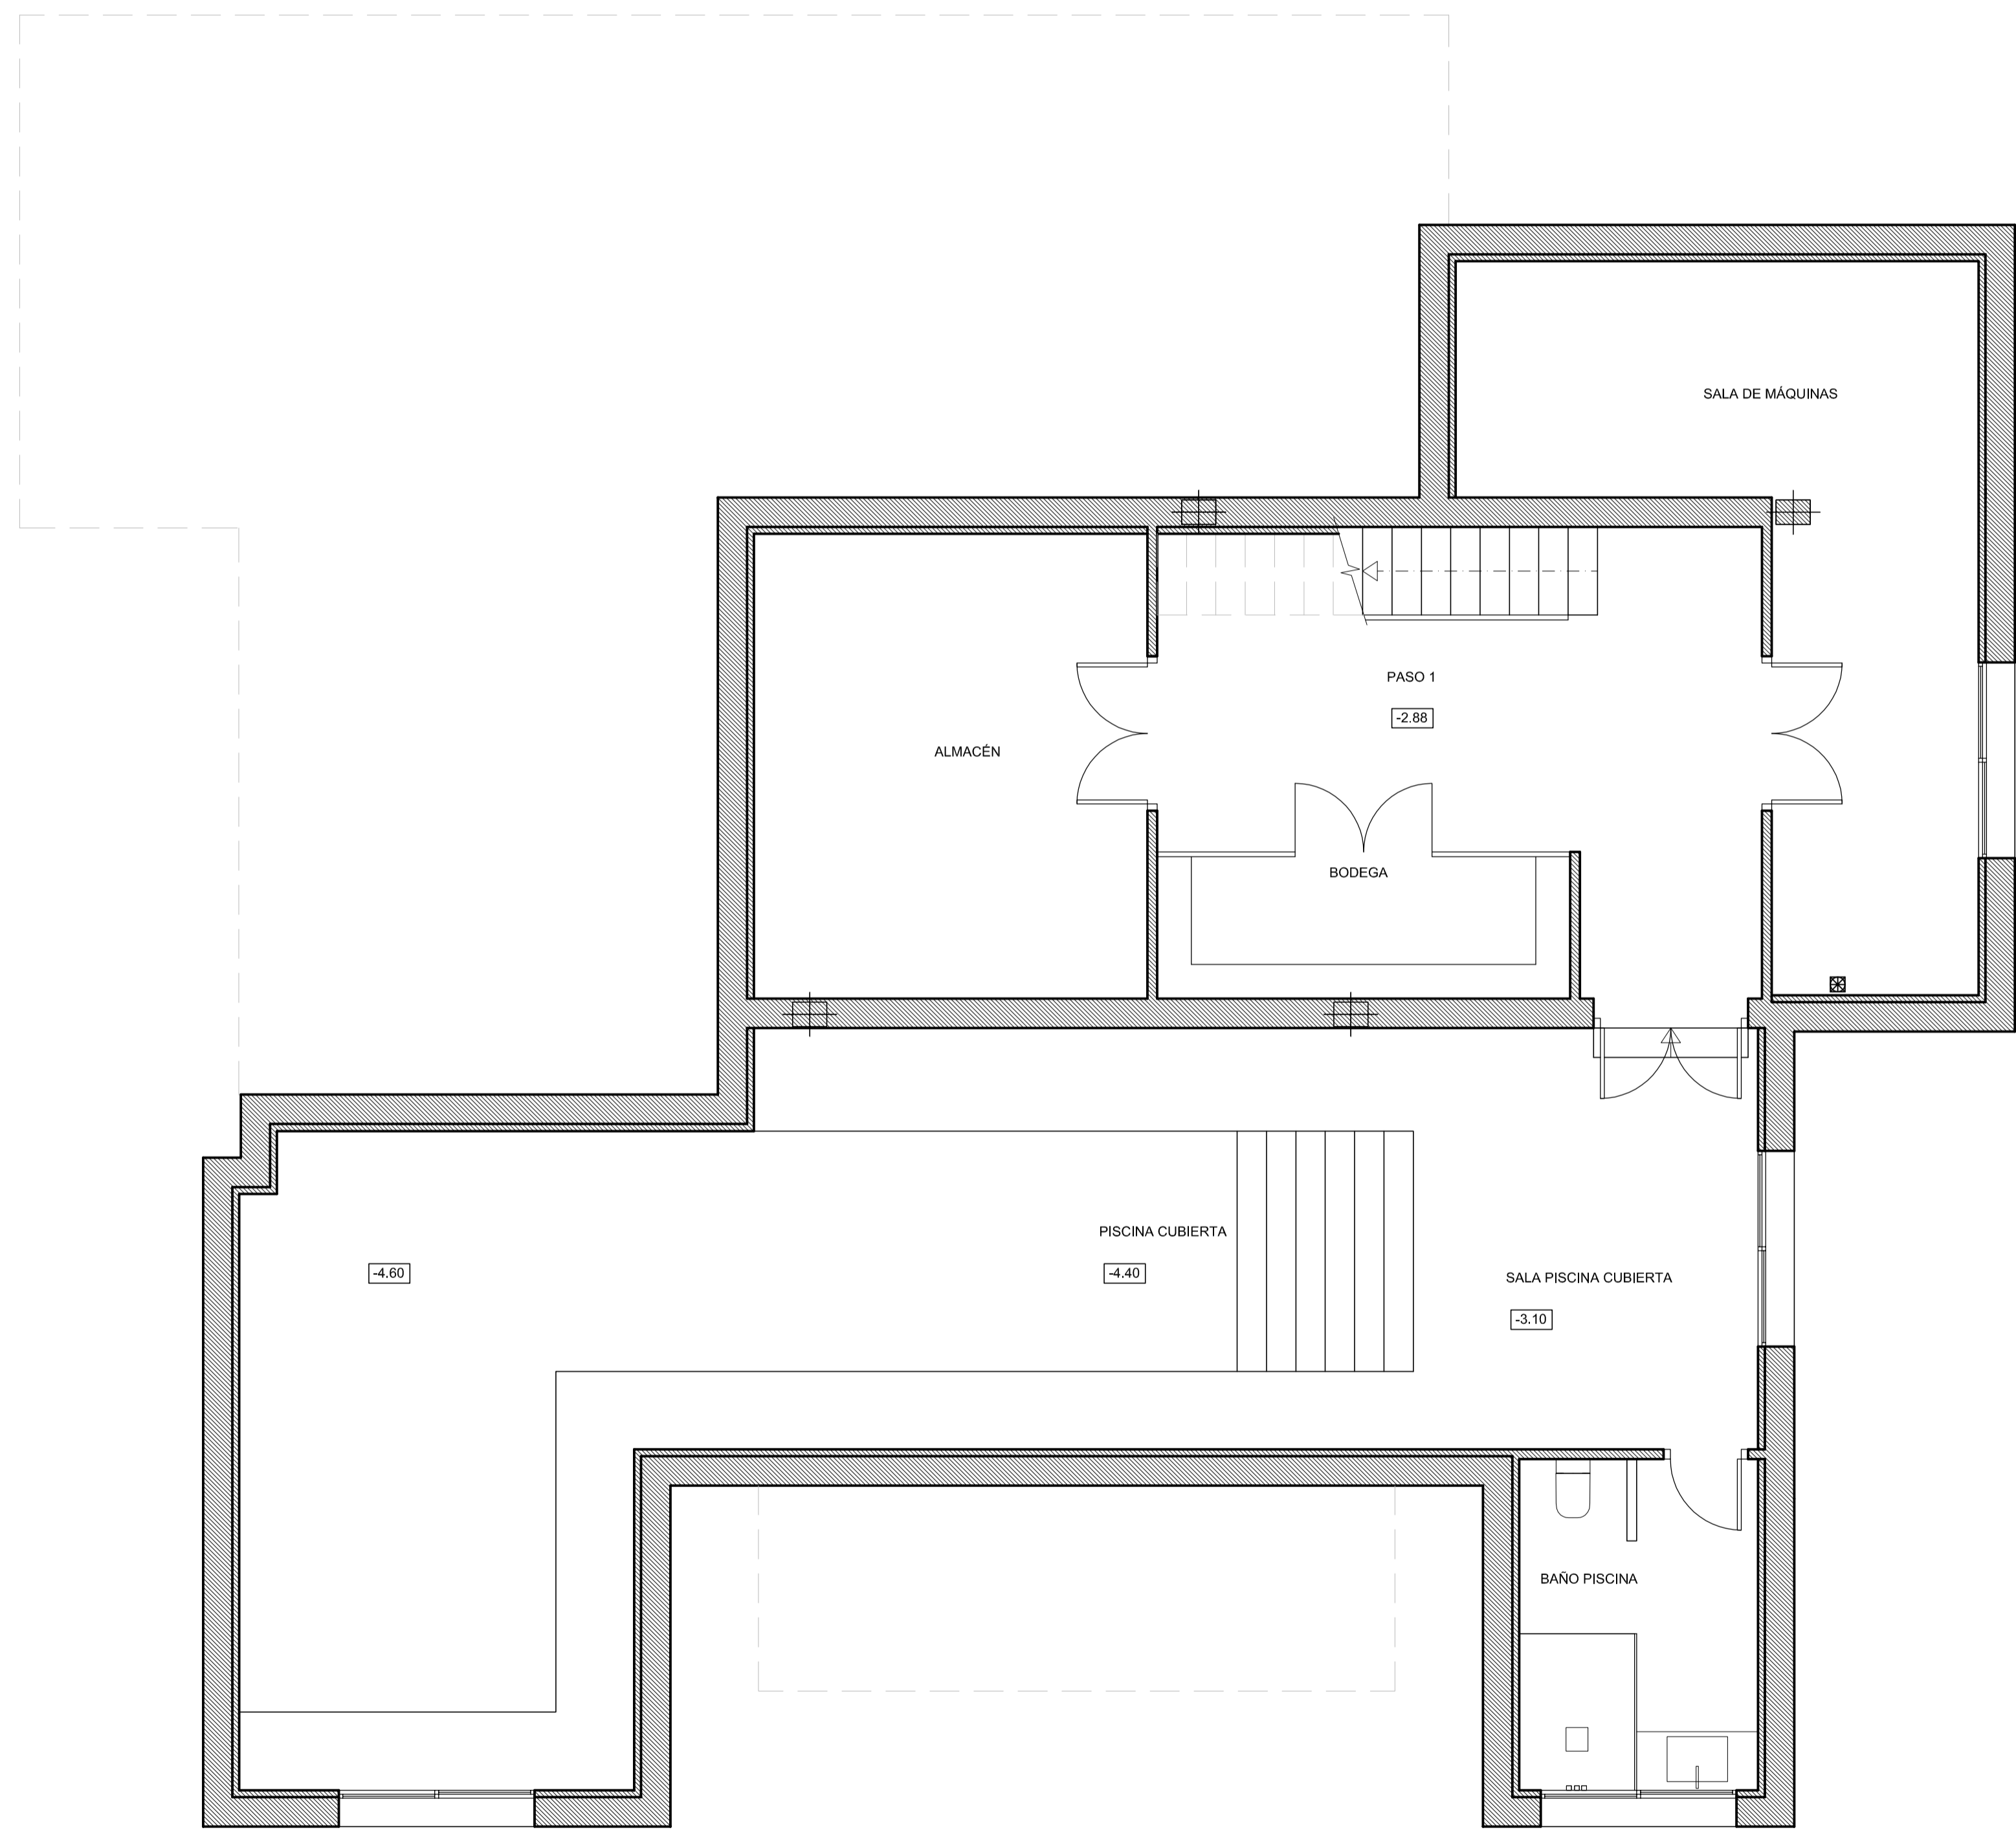 SALA DE MÁQUINAS
PASO 1
-2.88
ALMACÉN
BODEGA
PISCINA CUBIERTA
-4.60
-4.40
SALA PISCINA CUBIERTA
-3.10
BAÑO PISCINA